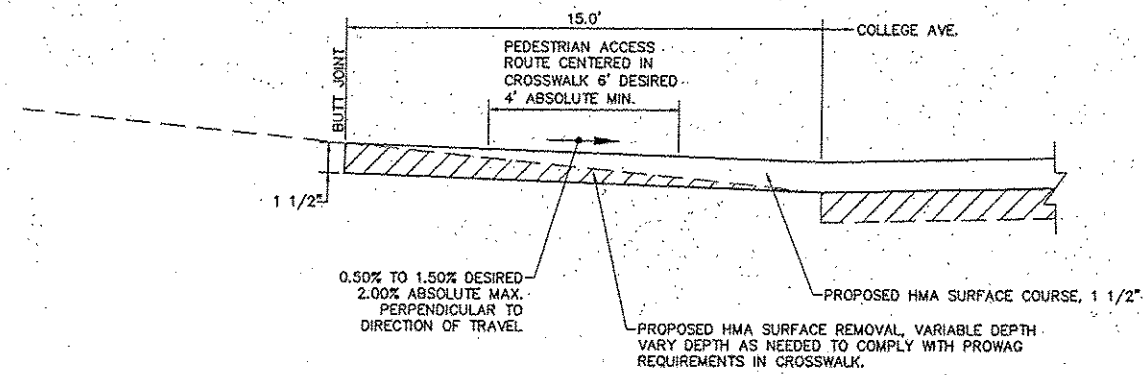 15.0'
COLLEGE AVE.
PEDESTRIAN ACCESS
ROUTE CENTERED IN
CROSSWALK 6' DESIRED
4' ABSOLUTE MIN.
BUTT JOINT
1 1/2"
0.50% TO 1.50% DESIRED
2.00% ABSOLUTE MAX.
PERPENDICULAR TO
DIRECTION OF TRAVEL
PROPOSED HMA SURFACE COURSE, 1 1/2"
PROPOSED HMA SURFACE REMOVAL, VARIABLE DEPTH
VARY DEPTH AS NEEDED TO COMPLY WITH PROWAG
REQUIREMENTS IN CROSSWALK.